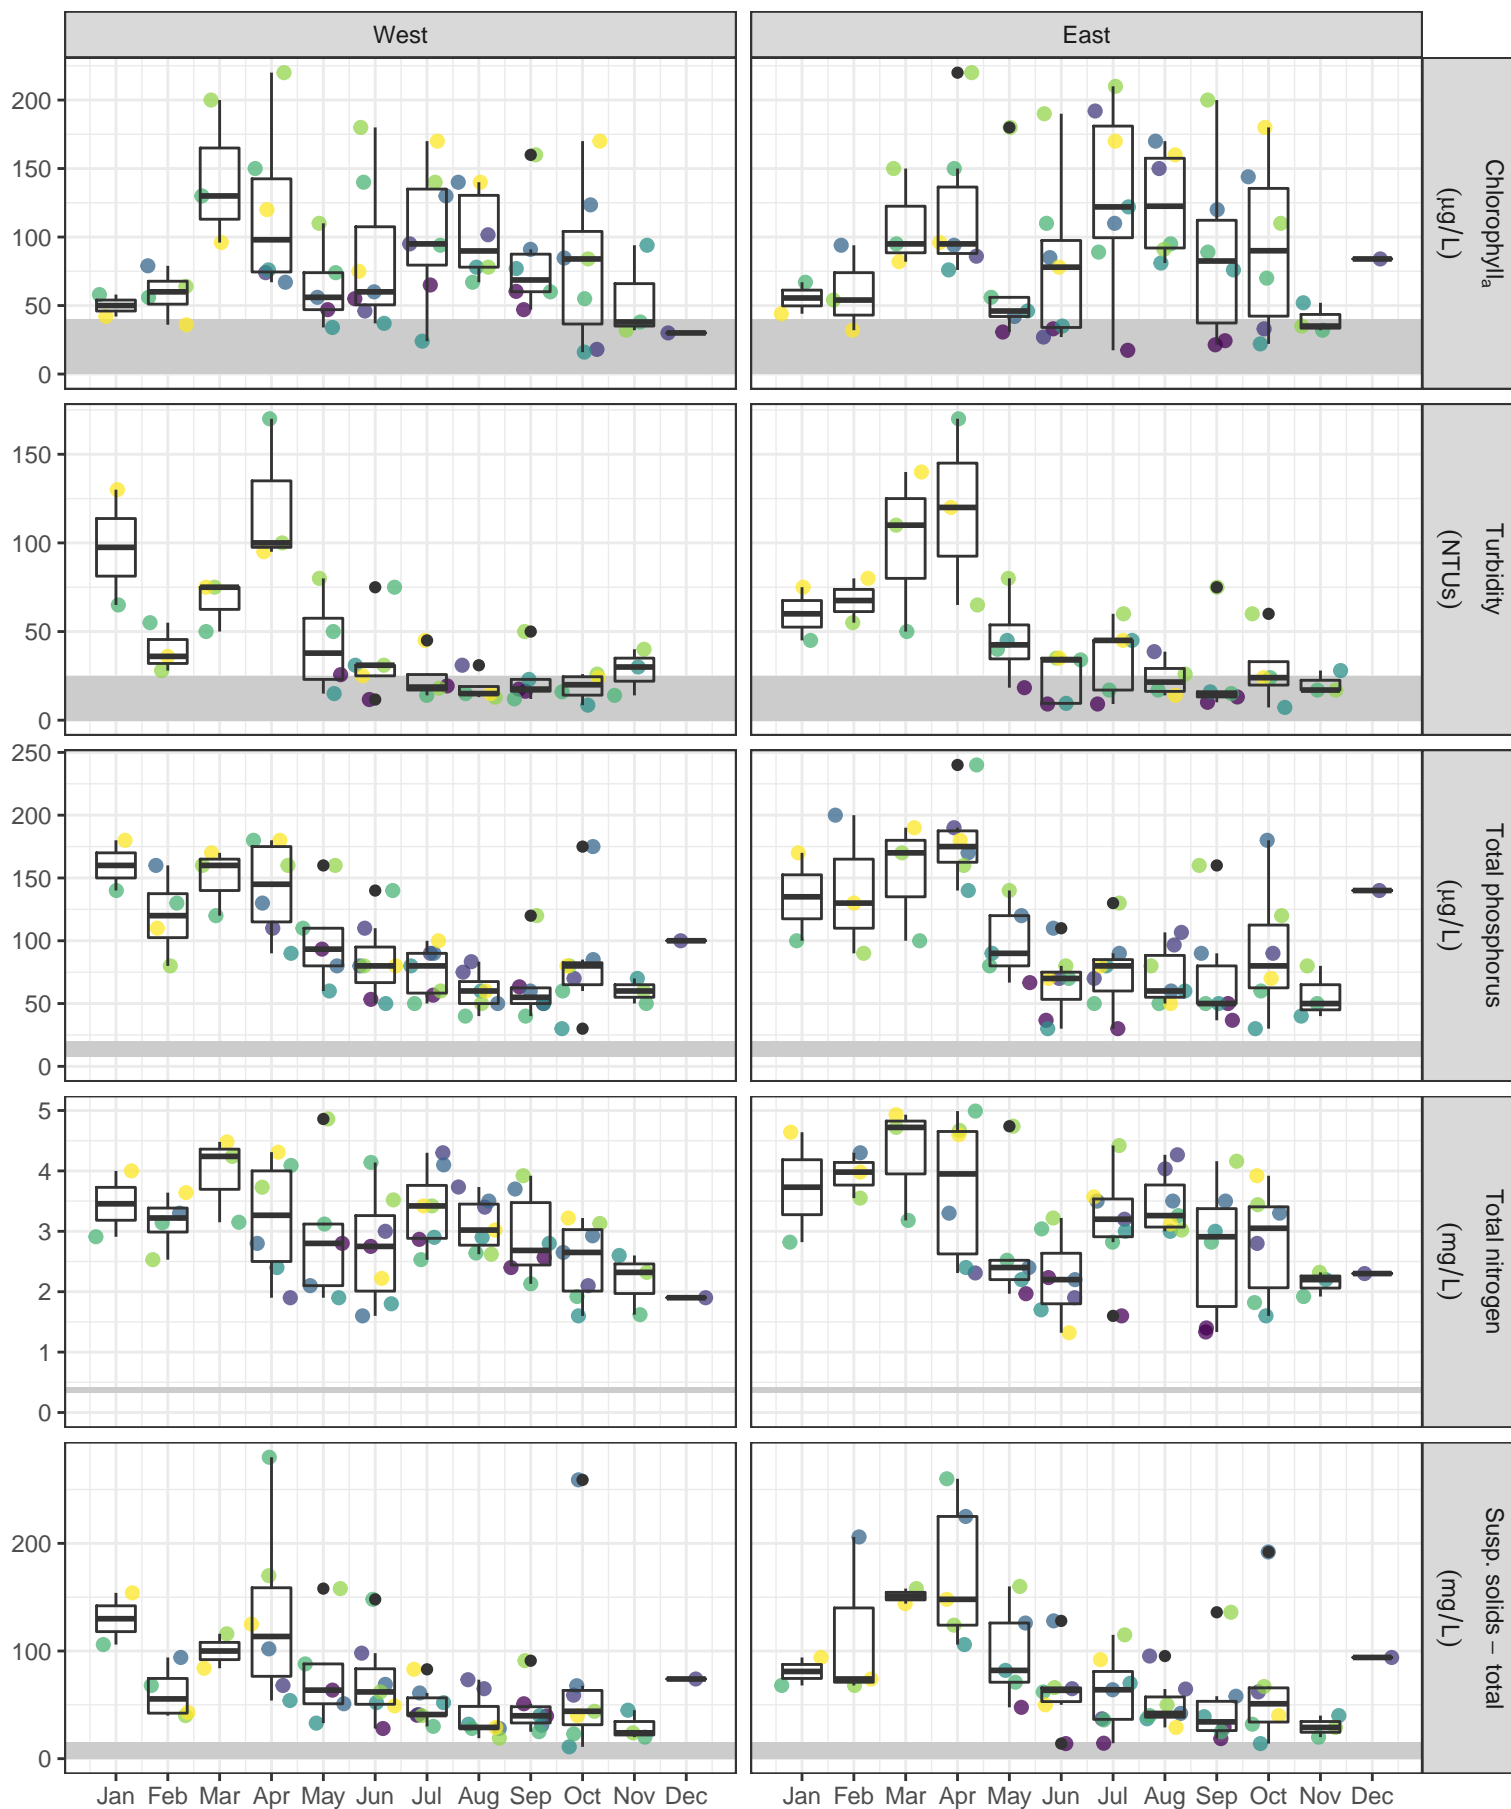 West
East
200
150
100
50
0
Chlorophyll a
(µg/L)
150
100
50
0
Turbidity
(NTUs)
250
200
150
100
50
0
Total phosphorus
(µg/L)
5
4
3
2
1
0
Total nitrogen
(mg/L)
200
100
0
Susp. solids – total
(mg/L)
Jan Feb Mar Apr May Jun Jul Aug Sep Oct Nov Dec
Jan Feb Mar Apr May Jun Jul Aug Sep Oct Nov Dec